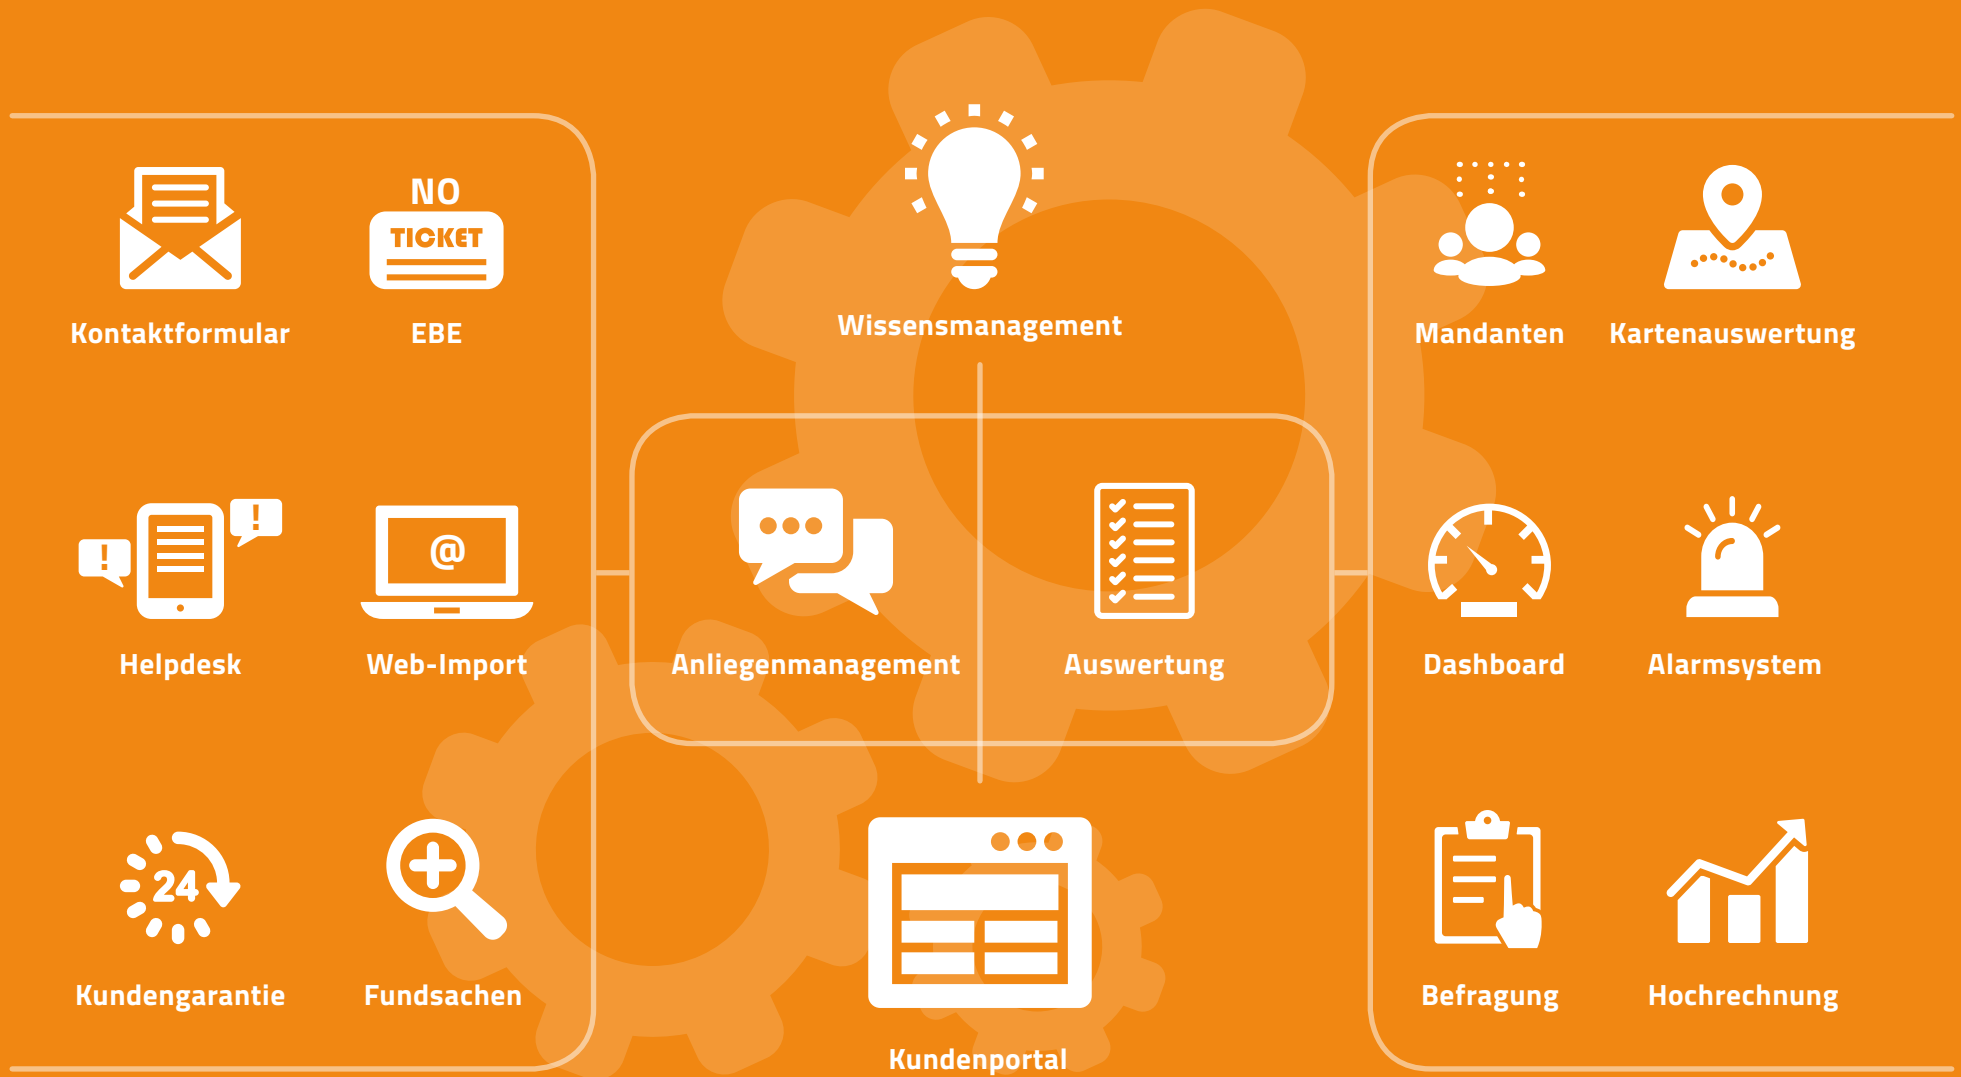 NO
TICKET
Kontaktformular
EBE
Wissensmanagement
Mandanten
Kartenauswertung
!
!
@
Helpdesk
Web-Import
Anliegenmanagement
Auswertung
Dashboard
Alarmsystem
24
Kundengarantie
Fundsachen
Kundenportal
Befragung
Hochrechnung